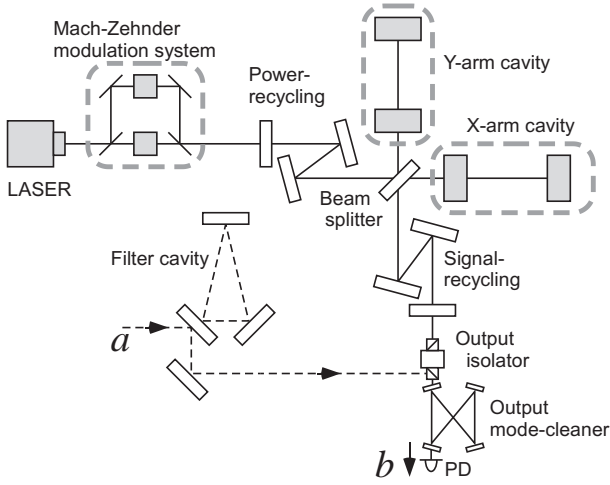 Mach-Zehnder
modulation system
Power-
recycling
Y-arm cavity
X-arm cavity
LASER
Beam
splitter
Filter cavity
Signal-
recycling
a
Output
isolator
Output
mode-cleaner
b
PD